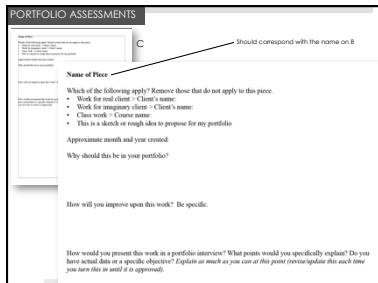 PORTFOLIO ASSESSMENTS
C
Should correspond with the name on B
Name of Piece
Which of the following apply? Remove those that do not apply to this piece.
• Work for real client > Client's name:
• Work for imaginary client > Client's name:
• Class work > Course name:
• This is a sketch or rough idea to propose for my portfolio
Approximate month and year created:
Why should this be in your portfolio?
How will you improve upon this work? Be specific.
How would you present this work in a portfolio interview? What points would you specifically explain? Do you
have actual data or a specific objective? Explain as much as you can at this point (revise/update this each time
you turn this in until it is approved).